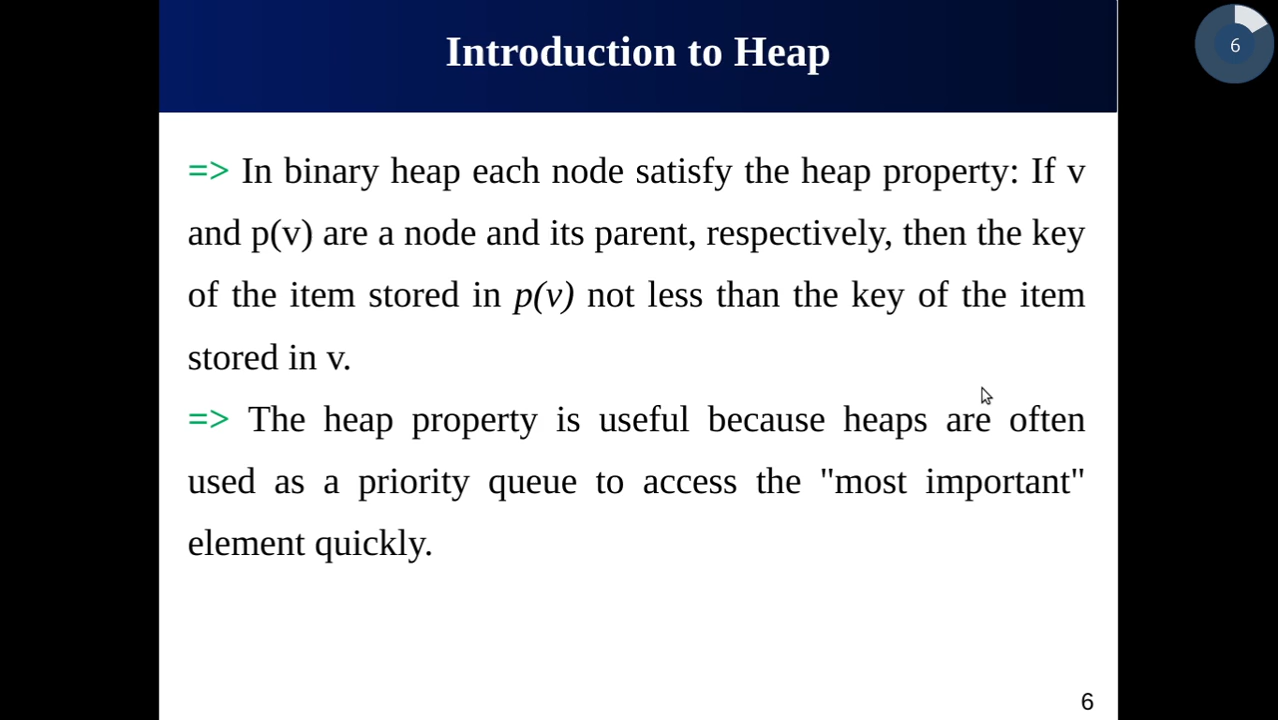 Introduction to Heap
6
=> In binary heap each node satisfy the heap property: If v
and p(v) are a node and its parent, respectively, then the key
of the item stored in p(v) not less than the key of the item
stored in v.
=> The heap property is useful because heaps are often
used as a priority queue to access the "most important"
element quickly.
6